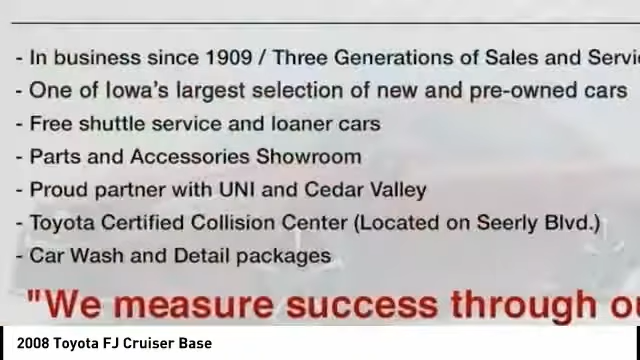 - In business since 1909 / Three Generations of Sales and
- One of Iowa's largest selection of new and pre-owned cars
- Free shuttle service and loaner cars
- Parts and Accessories Showroom
- Proud partner with UNI and Cedar Valley
- Toyota Certified Collision Center (Located on Seerly Blvd.)
- Car Wash and Detail packages
"We measure success through
2008 Toyota FJ Cruiser Base